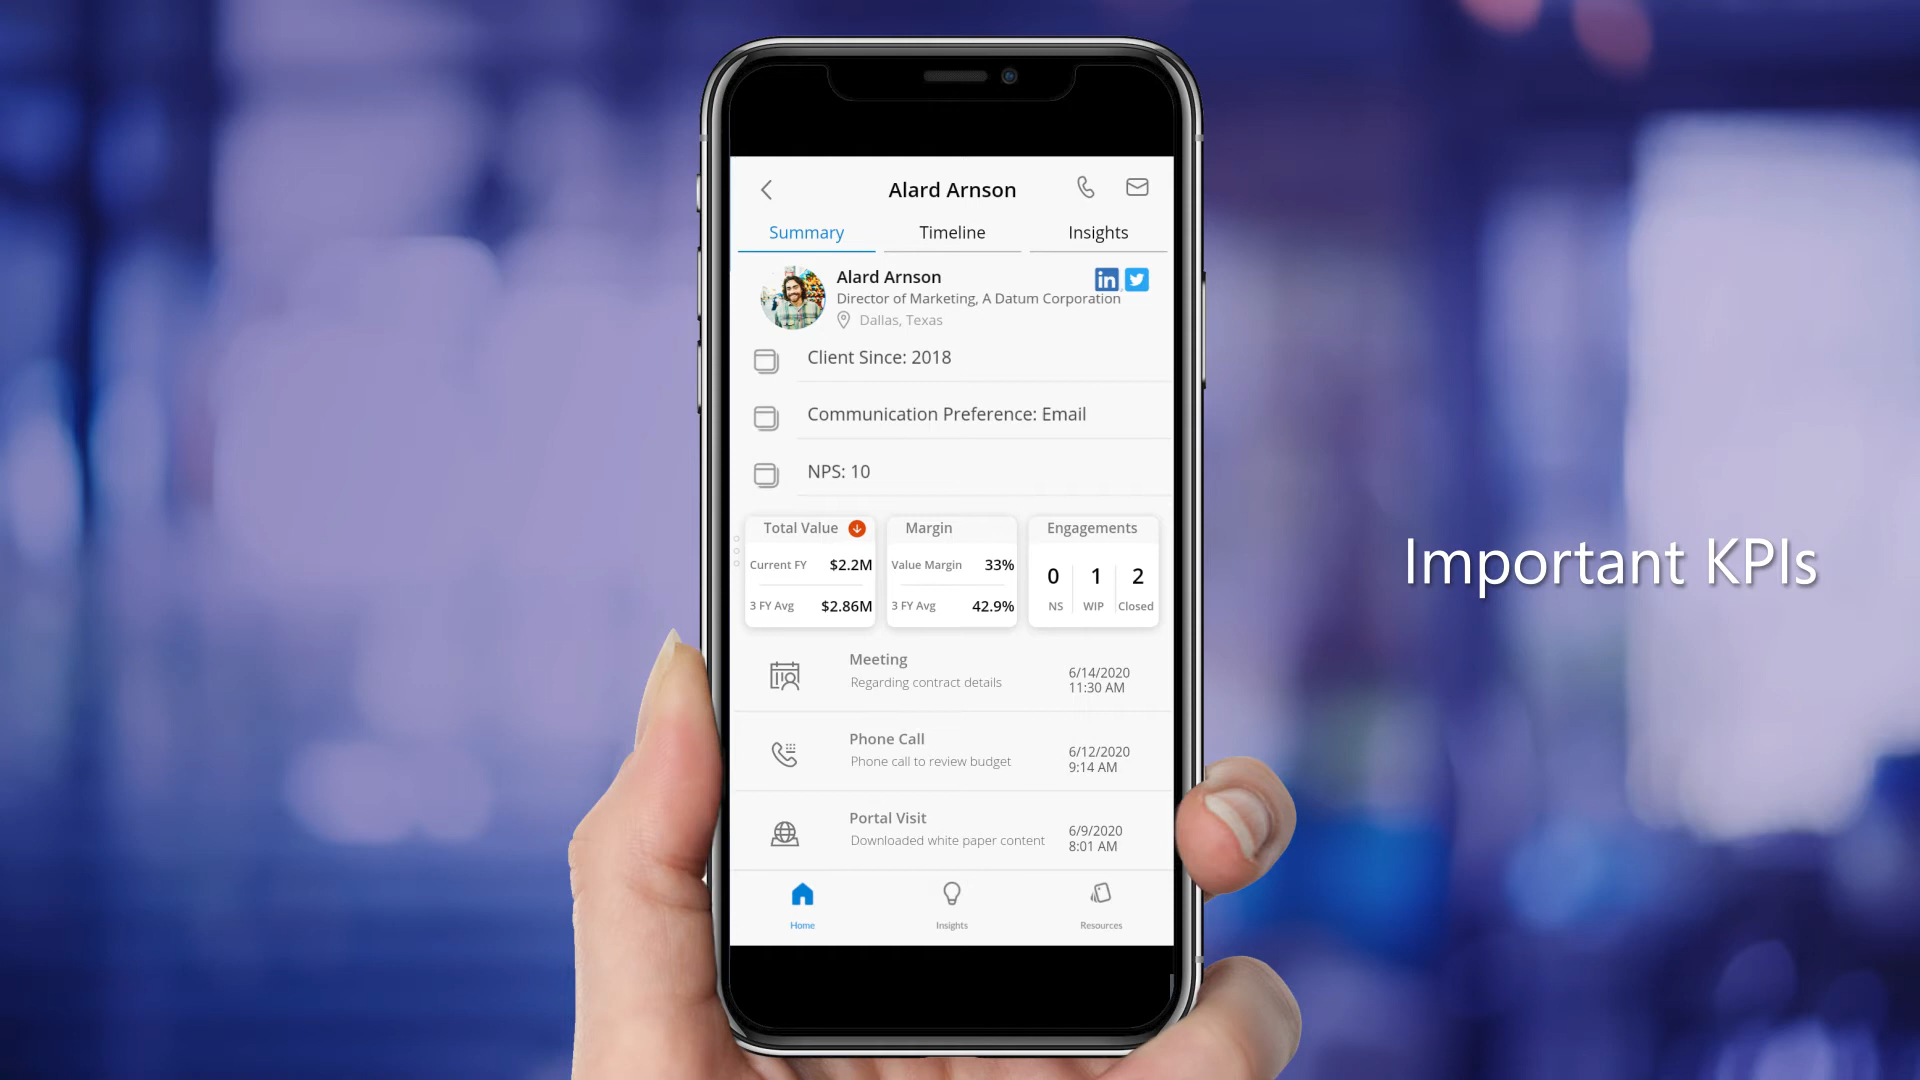 Alard Arnson
Summary
Timeline
Insights
Alard Arnson
in
Director of Marketing, A Datum Corporation
Dallas, Texas
Client Since: 2018
Communication Preference: Email
NPS: 10
Total Value
Current FY $2.2M
3 FY Avg $2.86M
Margin
Value Margin 33%
3 FY Avg 42.9%
Engagements
0 1 2
NS WIP Closed
Meeting
Regarding contract details
6/14/2020
11:30 AM
Phone Call
Phone call to review budget
6/12/2020
9:14 AM
Portal Visit
Downloaded white paper content
6/9/2020
8:01 AM
Home
Insights
Resources
Important KPIs